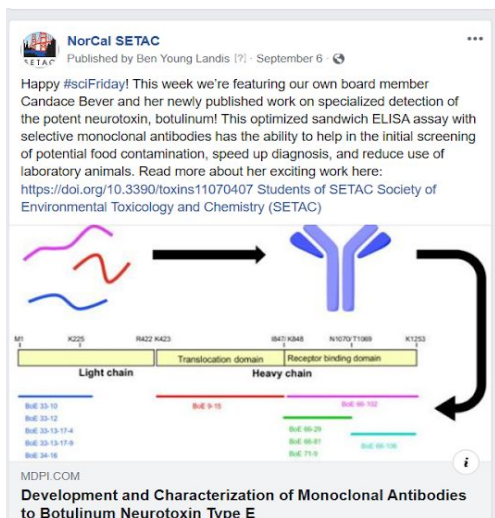 NorCal SETAC
SETAC
Published by Ben Young Landis [?] · September 6 ·
Happy #sciFriday! This week we're featuring our own board member
Candace Bever and her newly published work on specialized detection of
the potent neurotoxin, botulinum! This optimized sandwich ELISA assay with
selective monoclonal antibodies has the ability to help in the initial screening
of potential food contamination, speed up diagnosis, and reduce use of
laboratory animals. Read more about her exciting work here:
https://doi.org/10.3390/toxins11070407 Students of SETAC Society of
Environmental Toxicology and Chemistry (SETAC)
M1 K225 R422 K423 I847/ K848 N1070/T1069 K1253
Translocation domain Receptor binding domain
Light chain Heavy chain
BoE 33-10 BoE 9-15 BoE 66-102
BoE 33-12
BoE 33-13-17-4 BoE 66-29
BoE 33-13-17-9 BoE 66-81 BoE 66-108
BoE 34-16 BoE 71-9
i
MDPI.COM
Development and Characterization of Monoclonal Antibodies
to Botulinum Neurotoxin Type E